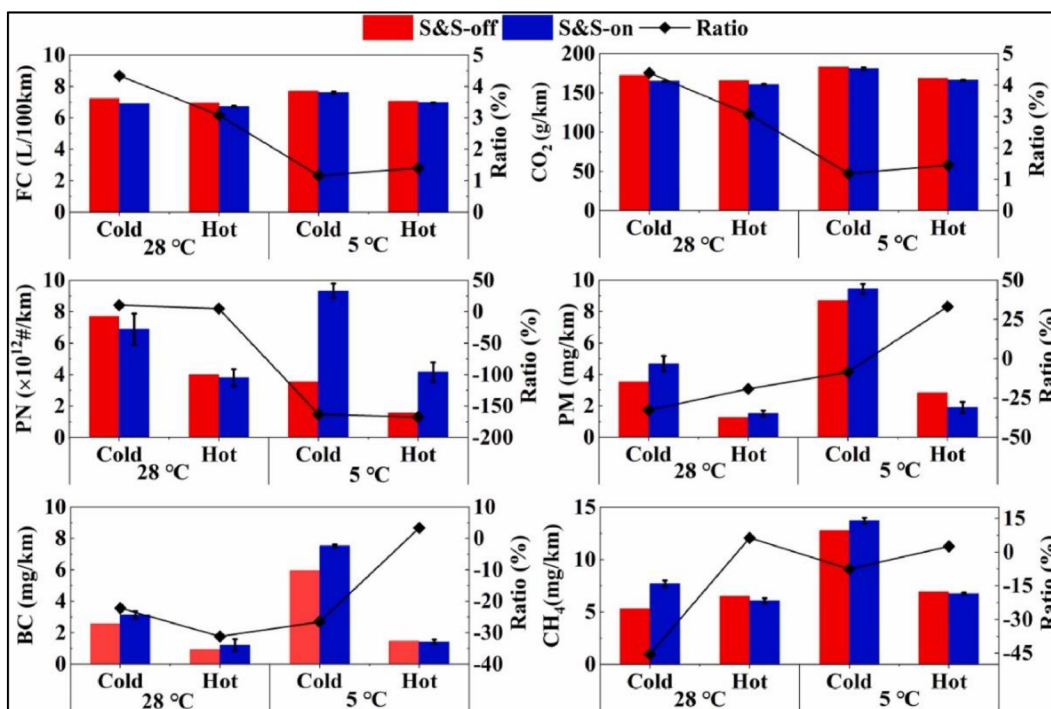 S&S-off S&S-on Ratio
FC (L/100km)
10
8
6
4
2
0
5
4
3
2
1
0
Ratio (%)
Cold Hot Cold Hot
28 °C 5 °C
CO₂ (g/km)
200
150
100
50
0
5
4
3
2
1
0
Ratio (%)
Cold Hot Cold Hot
28 °C 5 °C
PN (×10¹²#/km)
10
8
6
4
2
0
50
0
-50
-100
-150
-200
Ratio (%)
Cold Hot Cold Hot
28 °C 5 °C
PM (mg/km)
10
8
6
4
2
0
50
25
0
-25
-50
Ratio (%)
Cold Hot Cold Hot
28 °C 5 °C
BC (mg/km)
10
8
6
4
2
0
10
0
-10
-20
-30
-40
Ratio (%)
Cold Hot Cold Hot
28 °C 5 °C
CH₄(mg/km)
15
10
5
0
15
0
-15
-30
-45
Ratio (%)
Cold Hot Cold Hot
28 °C 5 °C